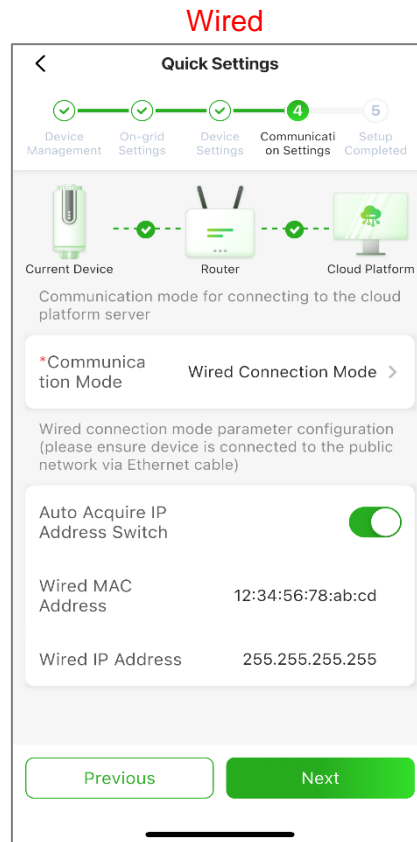 Wired
Quick Settings
4
5
Device
Management
On-grid
Settings
Device
Settings
Communicati
on Settings
Setup
Completed
Current Device
Router
Cloud Platform
Communication mode for connecting to the cloud
platform server
*Communica
tion Mode
Wired Connection Mode >
Wired connection mode parameter configuration
(please ensure device is connected to the public
network via Ethernet cable)
Auto Acquire IP
Address Switch
Wired MAC
Address
12:34:56:78:ab:cd
Wired IP Address
255.255.255.255
Previous
Next